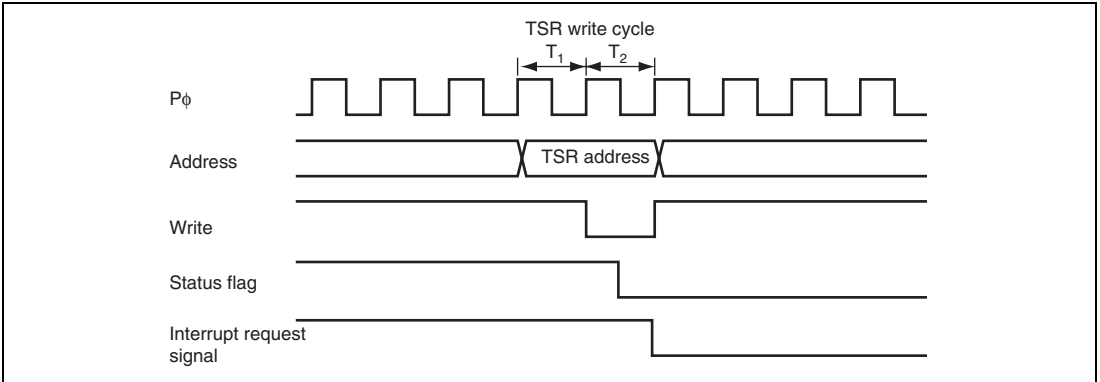 TSR write cycle
T1 T2
Pϕ
Address
TSR address
Write
Status flag
Interrupt request
signal